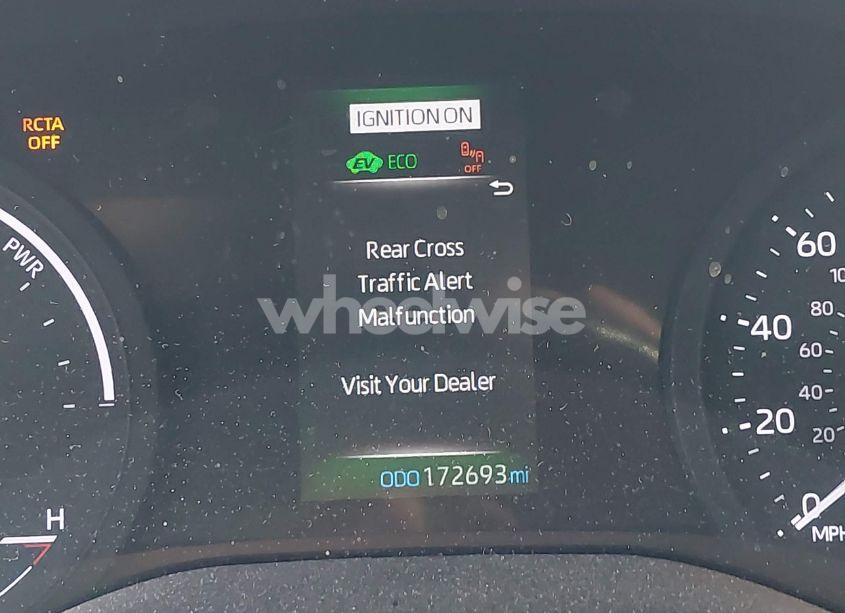 IGNITION ON
RCTA
OFF
EV ECO
OFF
PWR
Rear Cross
Traffic Alert
Malfunction
wheelwise
Visit Your Dealer
ODO 172693 mi
H
60
80
40
60
40
20
20
0
MPH